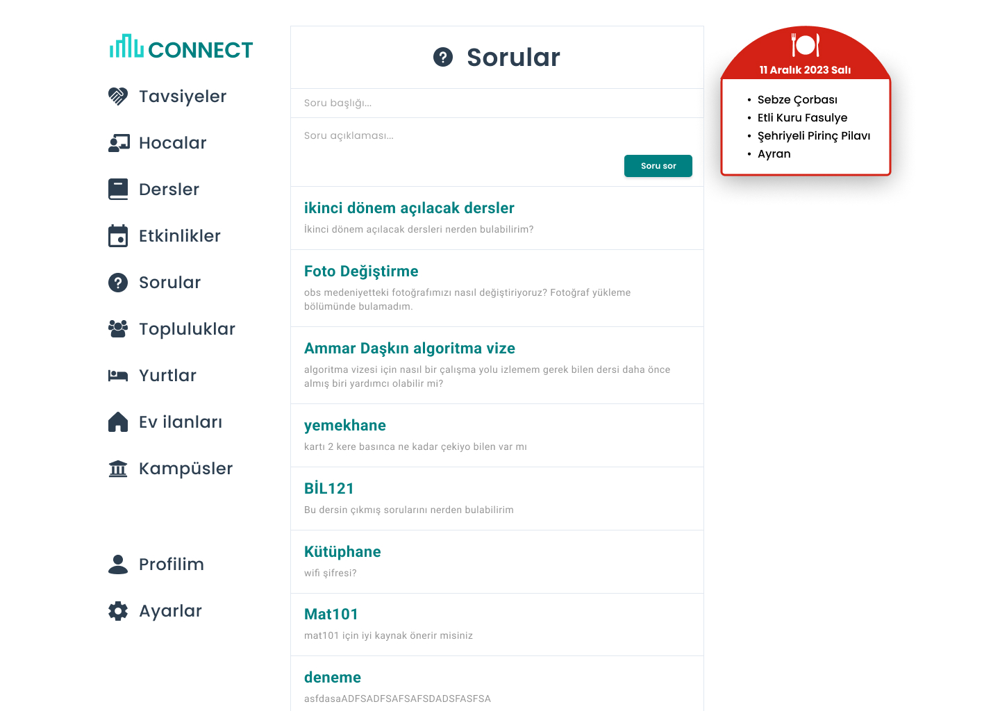 CONNECT
Tavsiyeler
Hocalar
Dersler
Etkinlikler
Sorular
Topluluklar
Yurtlar
Ev ilanları
Kampüsler
Profilim
Ayarlar
Sorular
Soru başlığı...
Soru açıklaması...
Soru sor
ikinci dönem açılacak dersler
İkinci dönem açılacak dersleri nerden bulabilirim?
Foto Değiştirme
obs medeniyetteki fotoğrafımızı nasıl değiştiriyoruz? Fotoğraf yükleme
bölümünde bulamadım.
Ammar Daşkın algoritma vize
algoritma vizesi için nasıl bir çalışma yolu izlemem gerek bilen dersi daha önce
almış biri yardımcı olabilir mi?
yemekhane
kartı 2 kere basınca ne kadar çekiyo bilen var mı
BİL121
Bu dersin çıkmış sorularını nerden bulabilirim
Kütüphane
wifi şifresi?
Mat101
mat101 için iyi kaynak önerir misiniz
deneme
asfdasaADFSADFSAFSAFSDADSFASFSA
11 Aralık 2023 Salı
• Sebze Çorbası
• Etli Kuru Fasulye
• Şehriyeli Pirinç Pilavı
• Ayran